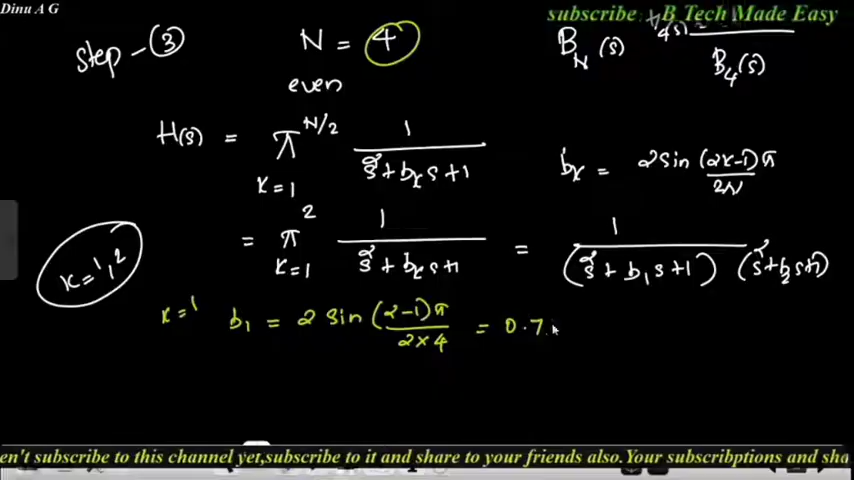 Dinu A G
subscribe : B Tech Made Easy
step - ③ N = 4
even
B_N (s) H(s) = / B_4(s)
H(s) = π^{N/2}_{K=1} 1 / s²+b_K s+1
b_K = 2 sin (2K-1)π / 2N
= π^2_{K=1} 1 / s²+b_K s+1 = 1 / (s²+b_1 s+1) (s²+b_2 s+1)
K=1,2
K=1 b_1 = 2 sin (2-1)π / 2×4 = 0.7
en't subscribe to this channel yet,subscribe to it and share to your friends also.Your subscribptions and sha